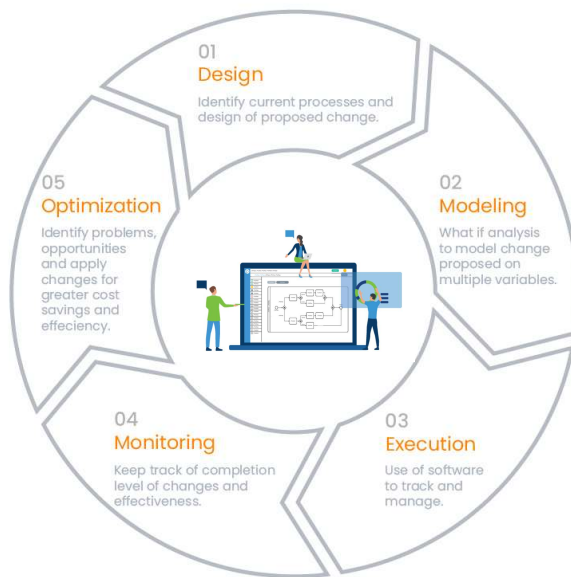 01
Design
Identify current processes and
design of proposed change.
02
Modeling
What if analysis
to model change
proposed on
multiple variables.
03
Execution
Use of software
to track and
manage.
04
Monitoring
Keep track of completion
level of changes and
effectiveness.
05
Optimization
Identify problems,
opportunities
and apply
changes for
greater cost
savings and
effeciency.